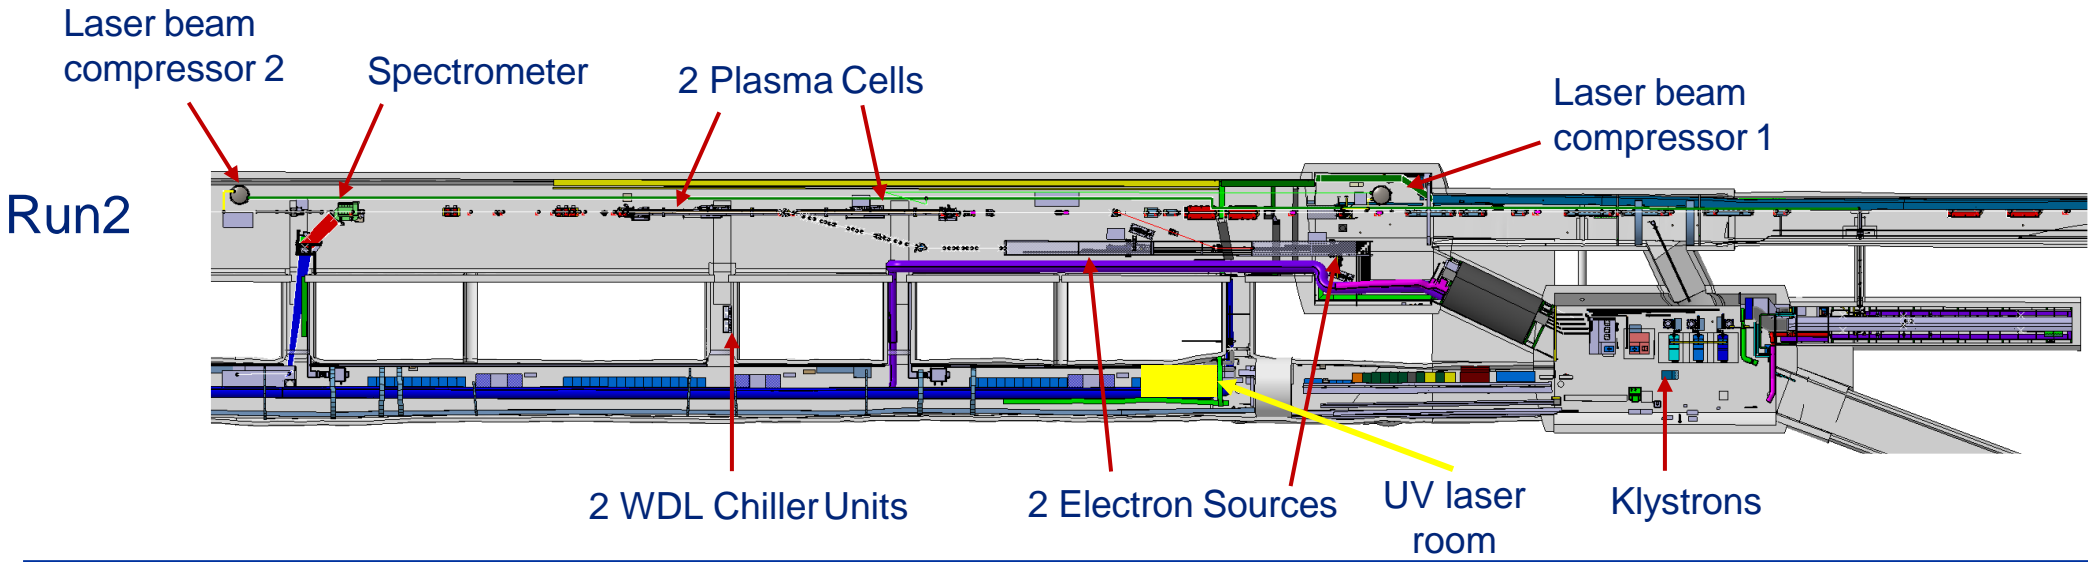 Laser beam
compressor 2
Spectrometer
2 Plasma Cells
Laser beam
compressor 1
Run2
2 WDL Chiller Units
2 Electron Sources
UV laser
room
Klystrons